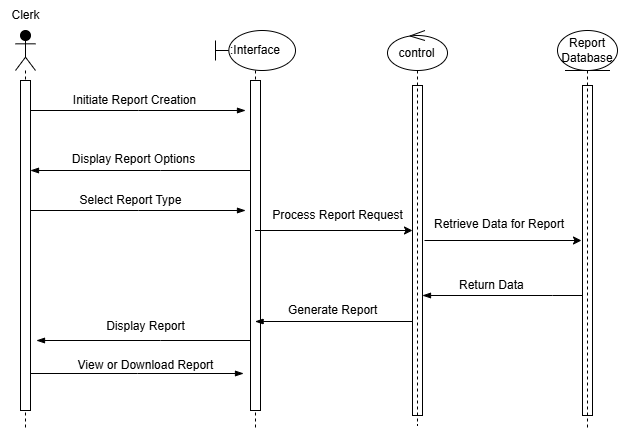 Clerk
:Interface
control
Report
Database
Initiate Report Creation
Display Report Options
Select Report Type
Process Report Request
Retrieve Data for Report
Return Data
Generate Report
Display Report
View or Download Report